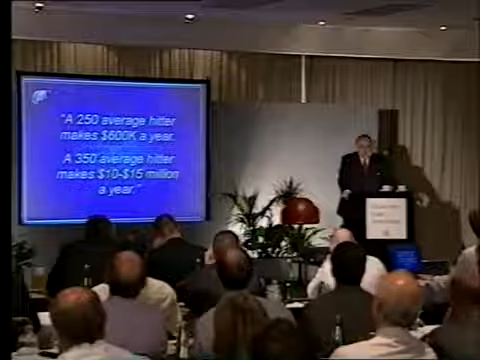 "A 250 average hitter
makes $600K a year.
A 350 average hitter
makes $10-$15 million
a year."